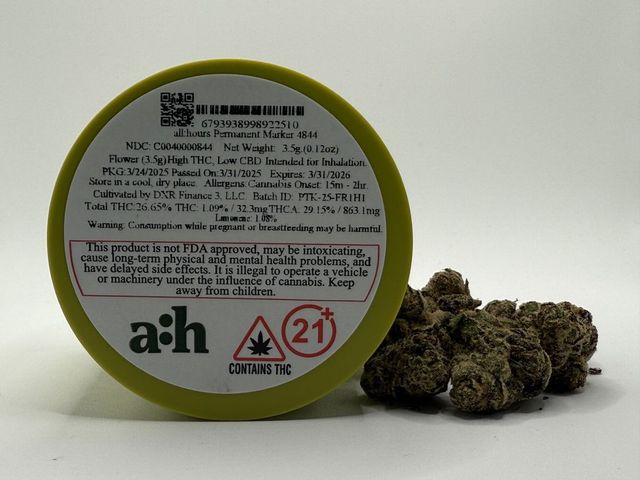 6793938998922510
all:hours Permanent Marker 4844
NDC: C0040000844 Net Weight: 3.5g.(0.12oz)
Flower (3.5g) High THC, Low CBD Intended for Inhalation.
PKG:3/24/2025 Passed On:3/31/2025 Expires: 3/31/2026
Store in a cool, dry place. Allergens: Cannabis Onset: 15m - 2hr.
Cultivated by DXR Finance 3, LLC. Batch ID: PTK-25-FR1H1
Total THC:26.65% THC: 1.09% / 32.3mg THCA: 29.15% / 863.1mg
Limonene: 1.08%
Warning: Consumption while pregnant or breastfeeding may be harmful.
This product is not FDA approved, may be intoxicating,
cause long-term physical and mental health problems, and
have delayed side effects. It is illegal to operate a vehicle
or machinery under the influence of cannabis. Keep
away from children.
a:h
21+
CONTAINS THC